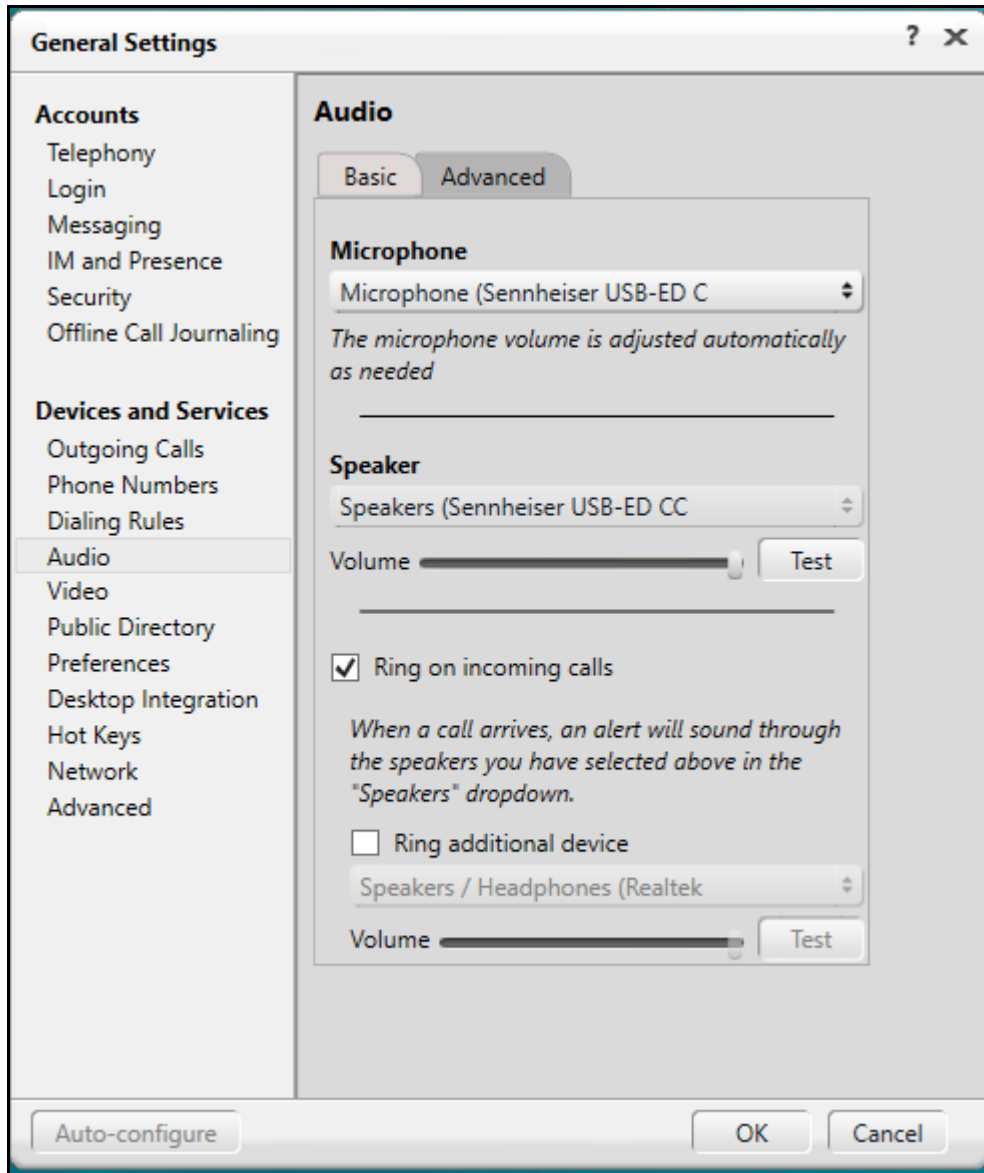 General Settings
?
Accounts
Telephony
Login
Messaging
IM and Presence
Security
Offline Call Journaling
Devices and Services
Outgoing Calls
Phone Numbers
Dialing Rules
Audio
Video
Public Directory
Preferences
Desktop Integration
Hot Keys
Network
Advanced
Audio
Basic
Advanced
Microphone
Microphone (Sennheiser USB-ED C
The microphone volume is adjusted automatically
as needed
Speaker
Speakers (Sennheiser USB-ED CC
Volume
Test
Ring on incoming calls
When a call arrives, an alert will sound through
the speakers you have selected above in the
"Speakers" dropdown.
Ring additional device
Speakers / Headphones (Realtek
Volume
Test
Auto-configure
OK
Cancel